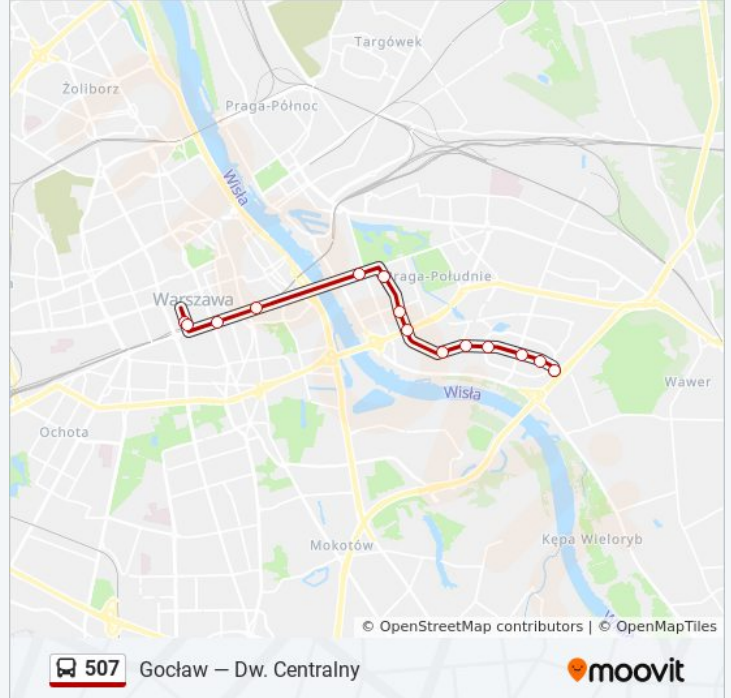 Targówek
Żoliborz
Praga-Północ
Wisła
raga-Południe
Warszawa
Wawer
Wisła
Ochota
Mokotów
Kępa Wieloryb
© OpenStreetMap contributors | © OpenMapTiles
507 Gocław — Dw. Centralny
moovit